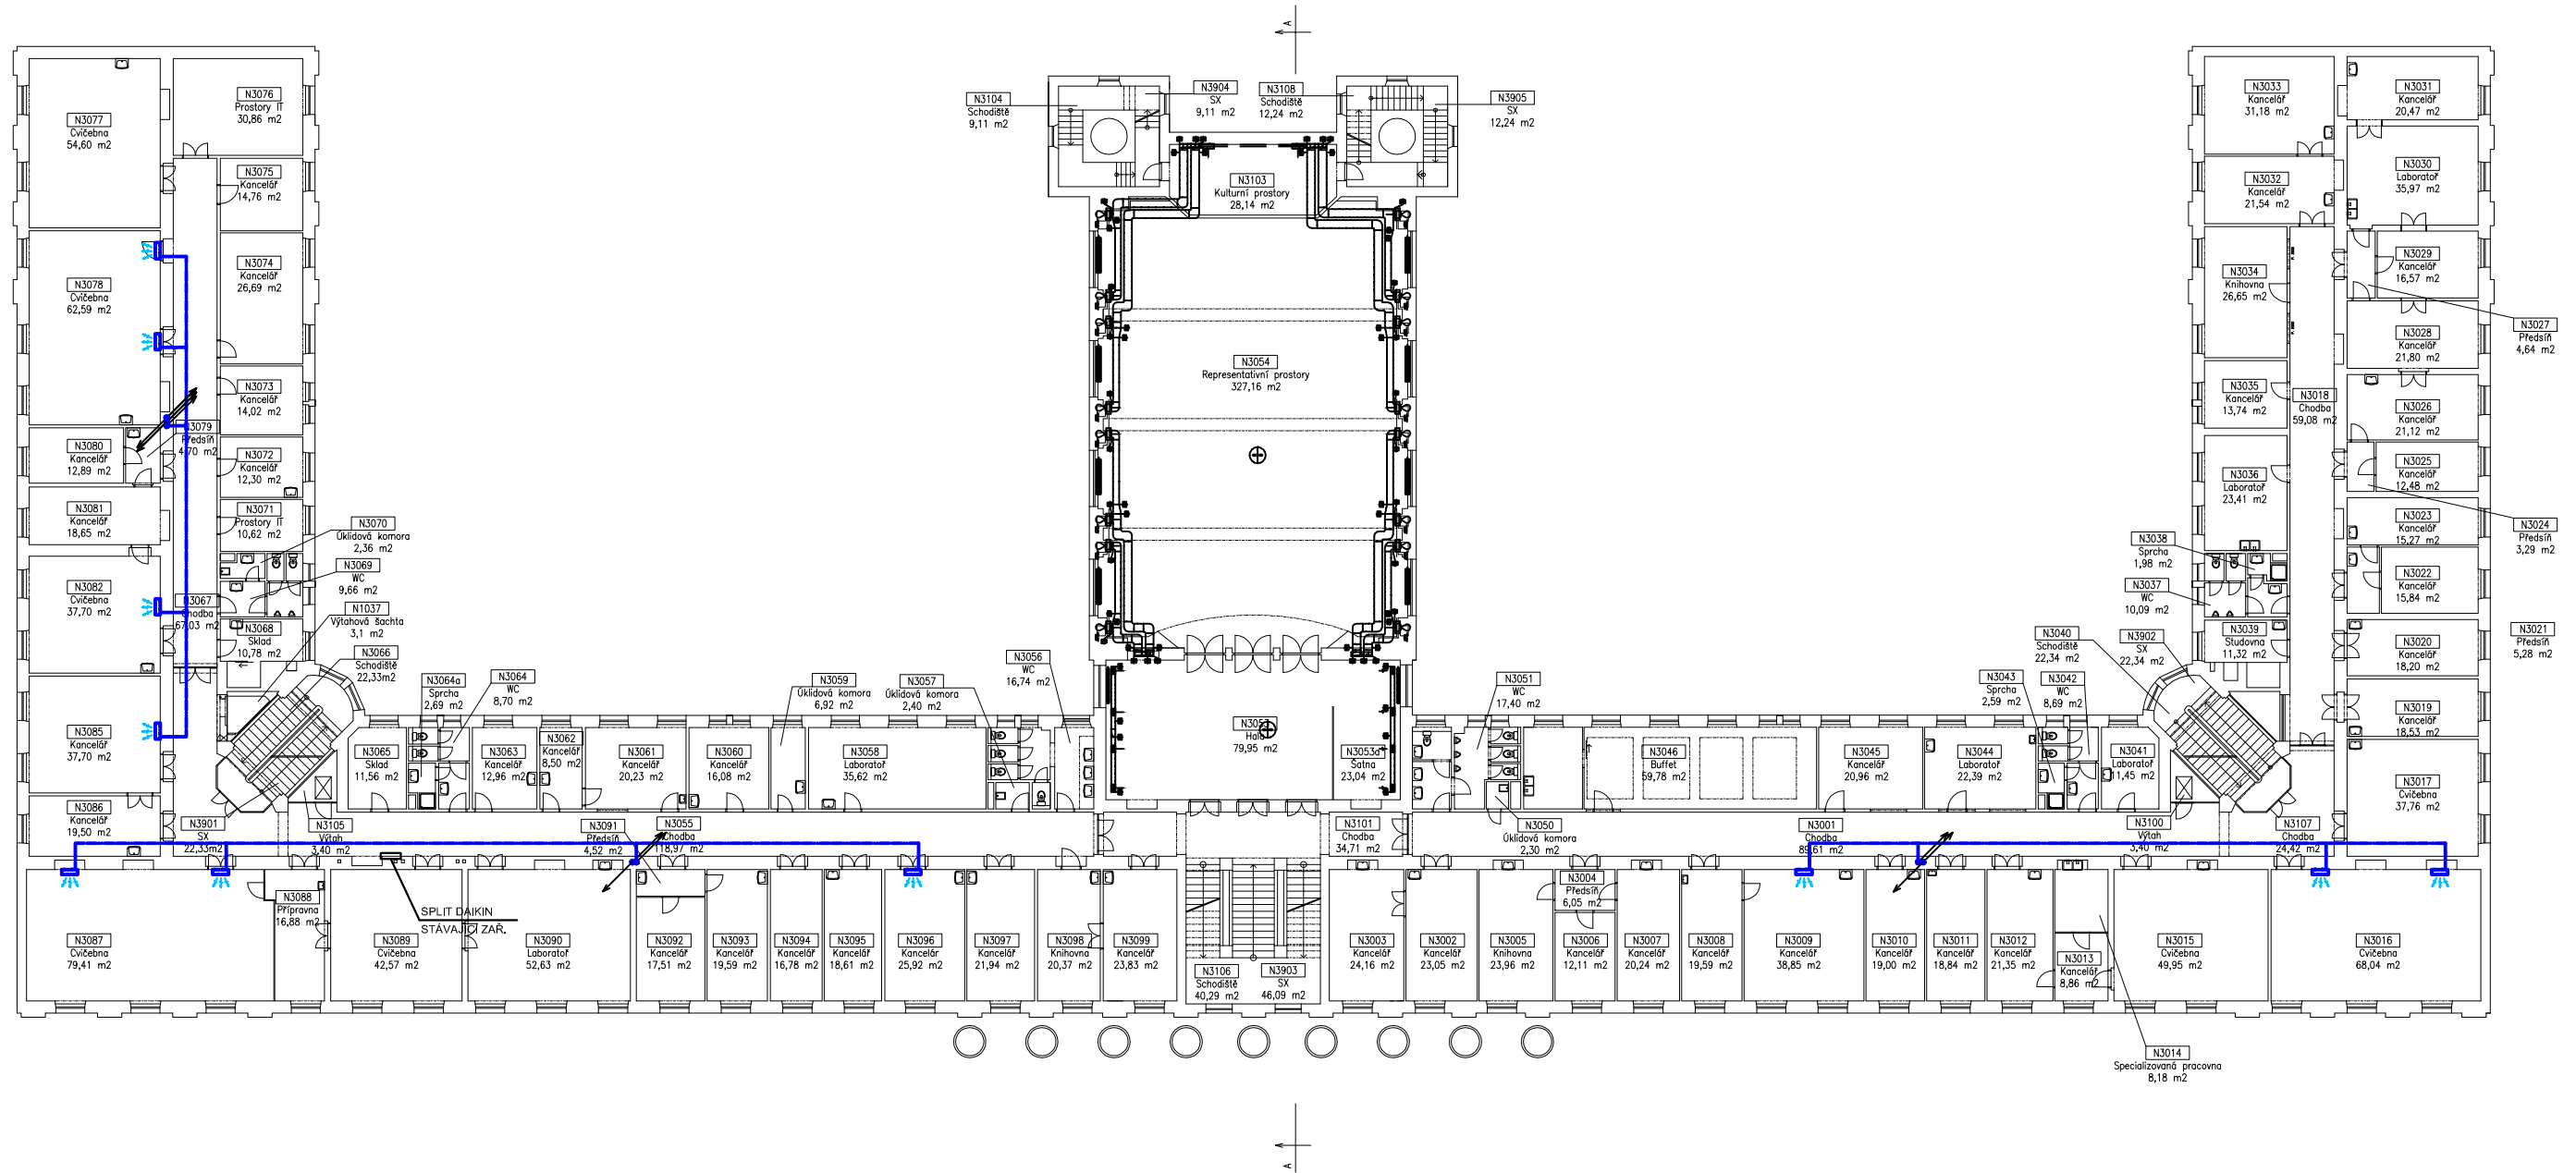 A
N3104
Schodiště
9,11 m2
N3904
SX
9,11 m2
N3108
Schodiště
12,24 m2
N3905
SX
12,24 m2
N3103
Kulturní prostory
28,14 m2
N3054
Representativní prostory
327,16 m2
N3077
Cvičebna
54,60 m2
N3076
Prostory IT
30,86 m2
N3075
Kancelář
14,76 m2
N3074
Kancelář
26,69 m2
N3078
Cvičebna
62,59 m2
N3073
Kancelář
14,02 m2
N3079
Předsíň
4,70 m2
N3080
Kancelář
12,89 m2
N3072
Kancelář
12,30 m2
N3081
Kancelář
18,65 m2
N3071
Prostory IT
10,62 m2
N3070
Úklidová komora
2,36 m2
N3069
WC
9,66 m2
N3082
Cvičebna
37,70 m2
N3067
Chodba
67,03 m2
N1037
Výtahová šachta
3,1 m2
N3068
Sklad
10,78 m2
N3066
Schodiště
22,33m2
N3085
Kancelář
37,70 m2
N3086
Kancelář
19,50 m2
N3901
SX
22,33m2
N3105
Výtah
3,40 m2
N3064a
Sprcha
2,69 m2
N3064
WC
8,70 m2
N3059
Úklidová komora
6,92 m2
N3057
Úklidová komora
2,40 m2
N3056
WC
16,74 m2
N3065
Sklad
11,56 m2
N3063
Kancelář
12,96 m2
N3062
Kancelář
8,50 m2
N3061
Kancelář
20,23 m2
N3060
Kancelář
16,08 m2
N3058
Laboratoř
35,62 m2
N3091
Předsíň
4,52 m2
N3055
Chodba
118,97 m2
N3053
Hala
79,95 m2
N3053a
Šatna
23,04 m2
N3051
WC
17,40 m2
N3050
Úklidová komora
2,30 m2
N3101
Chodba
34,71 m2
N3046
Buffet
59,78 m2
N3045
Kancelář
20,96 m2
N3044
Laboratoř
22,39 m2
N3043
Sprcha
2,59 m2
N3042
WC
8,69 m2
N3041
Laboratoř
11,45 m2
N3001
Chodba
89,61 m2
N3100
Výtah
3,40 m2
N3107
Chodba
24,42 m2
N3040
Schodiště
22,34 m2
N3902
SX
22,34 m2
N3033
Kancelář
31,18 m2
N3031
Kancelář
20,47 m2
N3032
Kancelář
21,54 m2
N3030
Laboratoř
35,97 m2
N3034
Knihovna
26,65 m2
N3029
Kancelář
16,57 m2
N3027
Předsíň
4,64 m2
N3028
Kancelář
21,80 m2
N3035
Kancelář
13,74 m2
N3018
Chodba
59,08 m2
N3026
Kancelář
21,12 m2
N3036
Laboratoř
23,41 m2
N3025
Kancelář
12,48 m2
N3024
Předsíň
3,29 m2
N3023
Kancelář
15,27 m2
N3038
Sprcha
1,98 m2
N3037
WC
10,09 m2
N3022
Kancelář
15,84 m2
N3039
Studovna
11,32 m2
N3020
Kancelář
18,20 m2
N3021
Předsíň
5,28 m2
N3019
Kancelář
18,53 m2
N3017
Cvičebna
37,76 m2
N3087
Cvičebna
79,41 m2
N3088
Přípravna
16,88 m2
N3089
Cvičebna
42,57 m2
SPLIT DAIKIN
STÁVAJÍCÍ ZAŘ.
N3090
Laboratoř
52,63 m2
N3092
Kancelář
17,51 m2
N3093
Kancelář
19,59 m2
N3094
Kancelář
16,78 m2
N3095
Kancelář
18,61 m2
N3096
Kancelář
25,92 m2
N3097
Kancelář
21,94 m2
N3098
Knihovna
20,37 m2
N3099
Kancelář
23,83 m2
N3106
Schodiště
40,29 m2
N3903
SX
46,09 m2
N3003
Kancelář
24,16 m2
N3002
Kancelář
23,05 m2
N3005
Knihovna
23,96 m2
N3004
Předsíň
6,05 m2
N3006
Kancelář
12,11 m2
N3007
Kancelář
20,24 m2
N3008
Kancelář
19,59 m2
N3009
Kancelář
38,85 m2
N3010
Kancelář
19,00 m2
N3011
Kancelář
18,84 m2
N3012
Kancelář
21,35 m2
N3013
Kancelář
8,86 m2
N3015
Cvičebna
49,95 m2
N3016
Cvičebna
68,04 m2
N3014
Specializovaná pracovna
8,18 m2
A